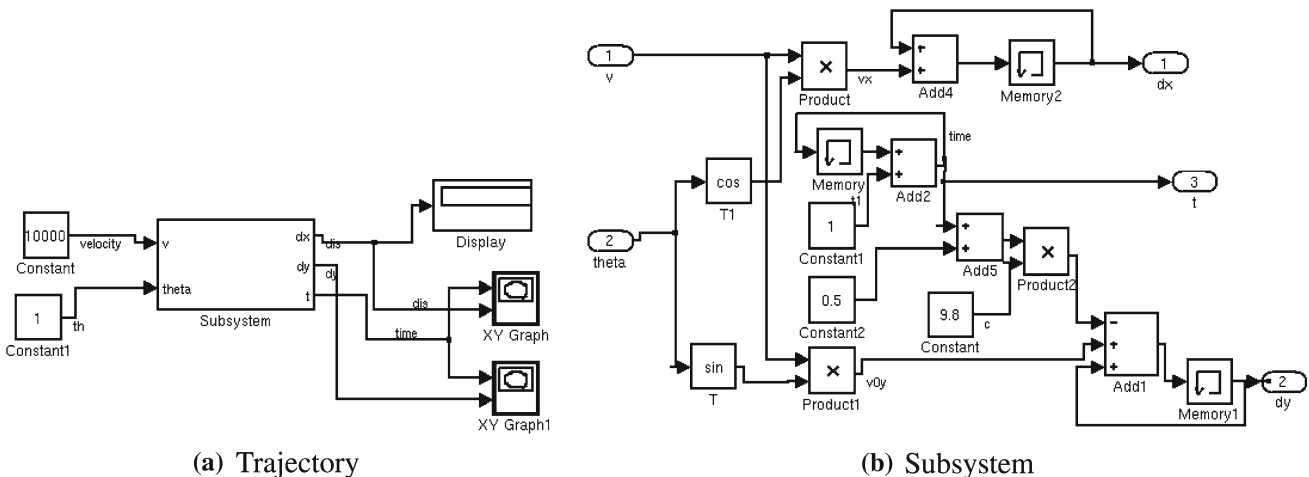 10000
Constant
velocity
1
Constant1
th
v
theta
dx
dy
t
Subsystem
dis
dy
Display
dis
time
XY Graph
XY Graph1
(a) Trajectory
1
v
2
theta
cos
T1
sin
T
×
Product
vx
+
+
Add4
Memory2
1
dx
Memory
t1
+
+
Add2
time
3
t
1
Constant1
0.5
Constant2
+
+
Add5
×
Product2
9.8
Constant
c
×
Product1
v0y
−
+
+
Add1
Memory1
2
dy
(b) Subsystem